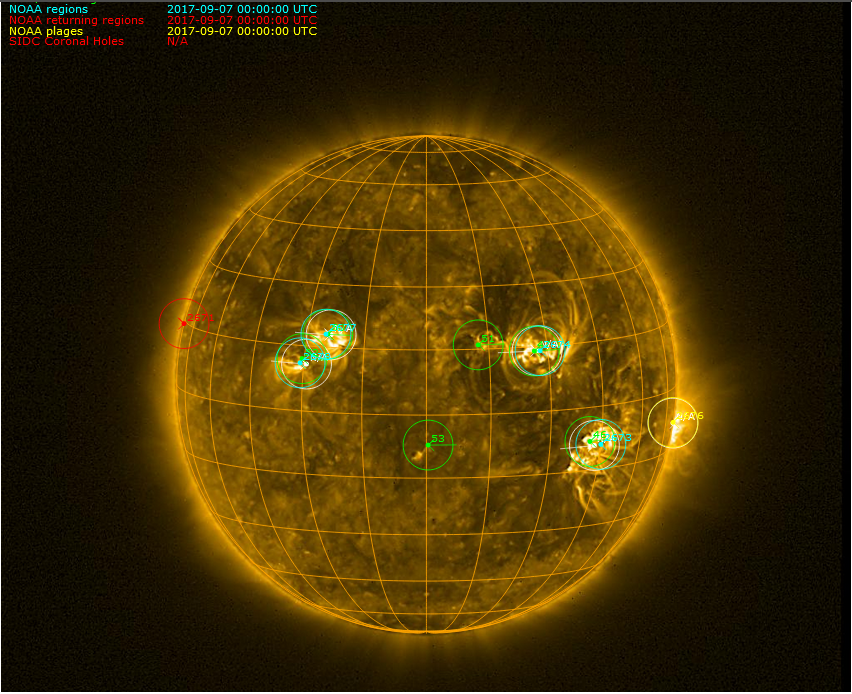 NOAA regions 2017-09-07 00:00:00 UTC
NOAA returning regions 2017-09-07 00:00:00 UTC
NOAA plages 2017-09-07 00:00:00 UTC
SIDC Coronal Holes N/A
53